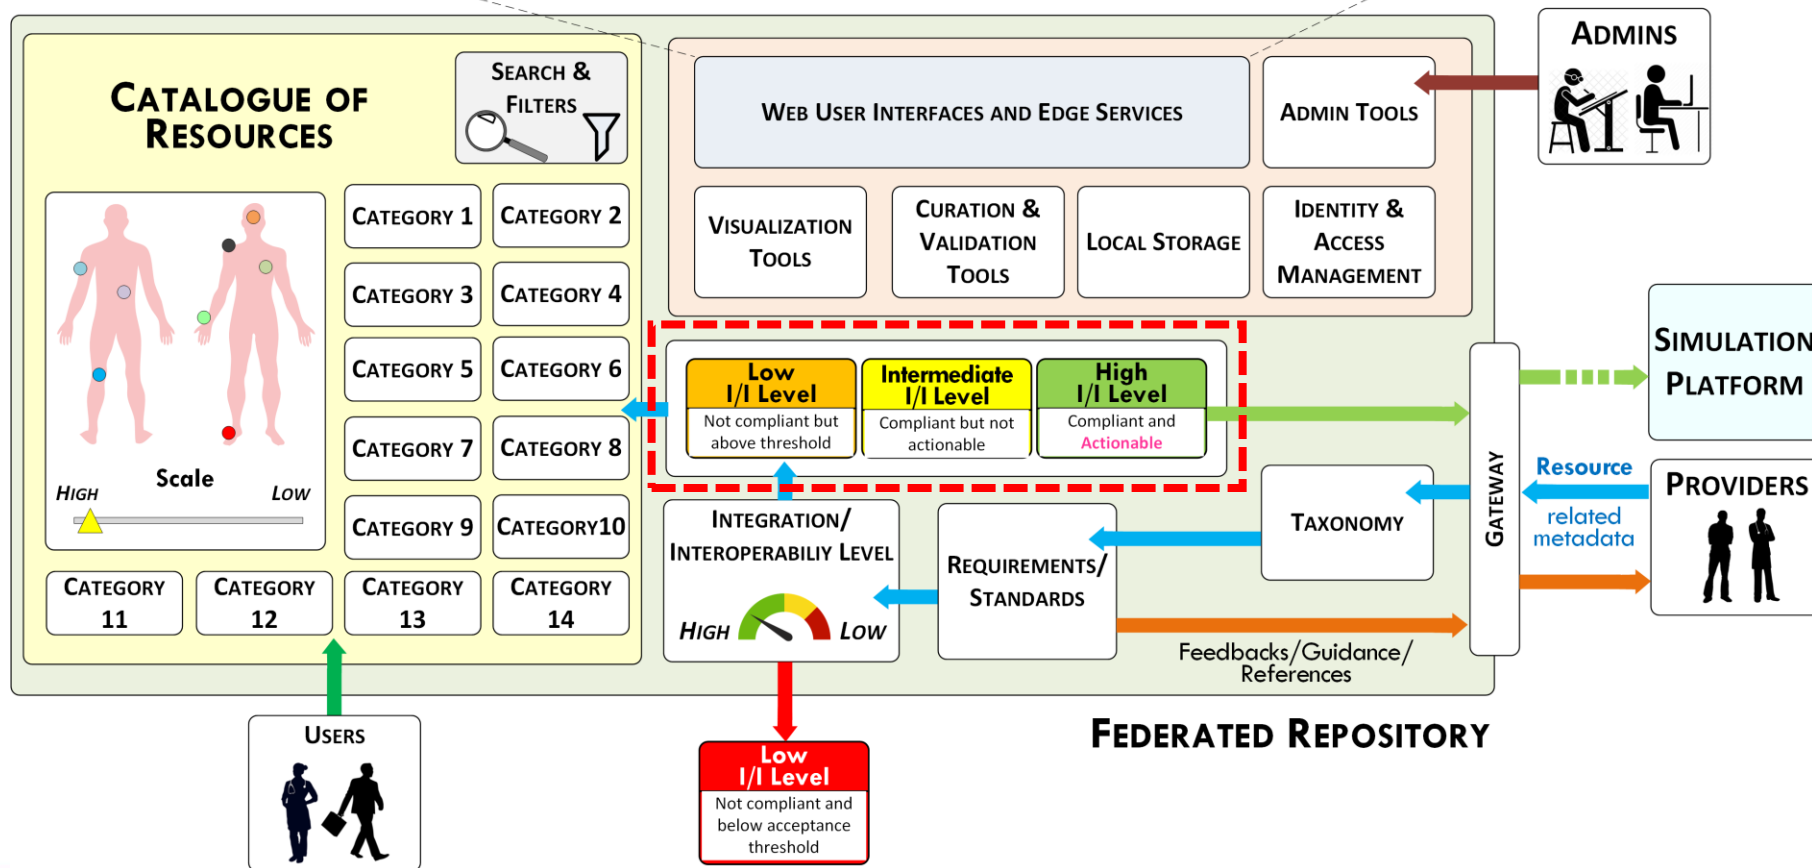 CATALOGUE OF
RESOURCES
SEARCH &
FILTERS
CATEGORY 1
CATEGORY 2
CATEGORY 3
CATEGORY 4
CATEGORY 5
CATEGORY 6
CATEGORY 7
CATEGORY 8
CATEGORY 9
CATEGORY10
CATEGORY
11
CATEGORY
12
CATEGORY
13
CATEGORY
14
Scale
HIGH
LOW
WEB USER INTERFACES AND EDGE SERVICES
ADMIN TOOLS
VISUALIZATION
TOOLS
CURATION &
VALIDATION
TOOLS
LOCAL STORAGE
IDENTITY &
ACCESS
MANAGEMENT
ADMINS
Low
I/I Level
Not compliant but
above threshold
Intermediate
I/I Level
Compliant but not
actionable
High
I/I Level
Compliant and
Actionable
INTEGRATION/
INTEROPERABILIY LEVEL
HIGH
LOW
REQUIREMENTS/
STANDARDS
TAXONOMY
GATEWAY
SIMULATION
PLATFORM
Resource
related
metadata
PROVIDERS
Feedbacks/Guidance/
References
FEDERATED REPOSITORY
USERS
Low
I/I Level
Not compliant and
below acceptance
threshold